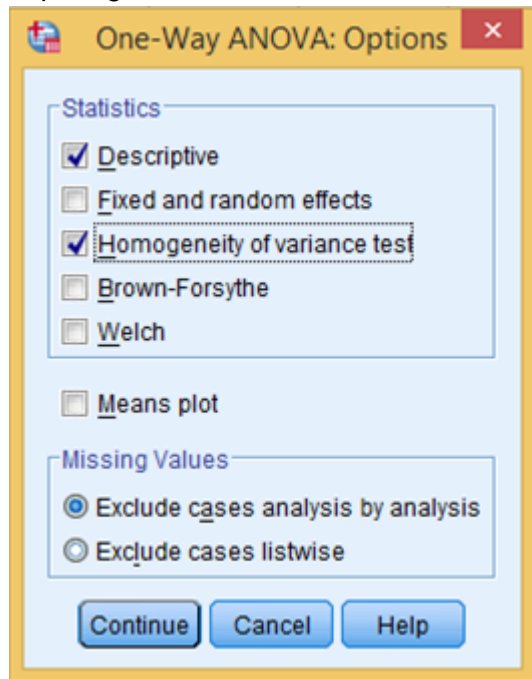 One-Way ANOVA: Options
Statistics
Descriptive
Fixed and random effects
Homogeneity of variance test
Brown-Forsythe
Welch
Means plot
Missing Values
Exclude cases analysis by analysis
Exclude cases listwise
Continue Cancel Help